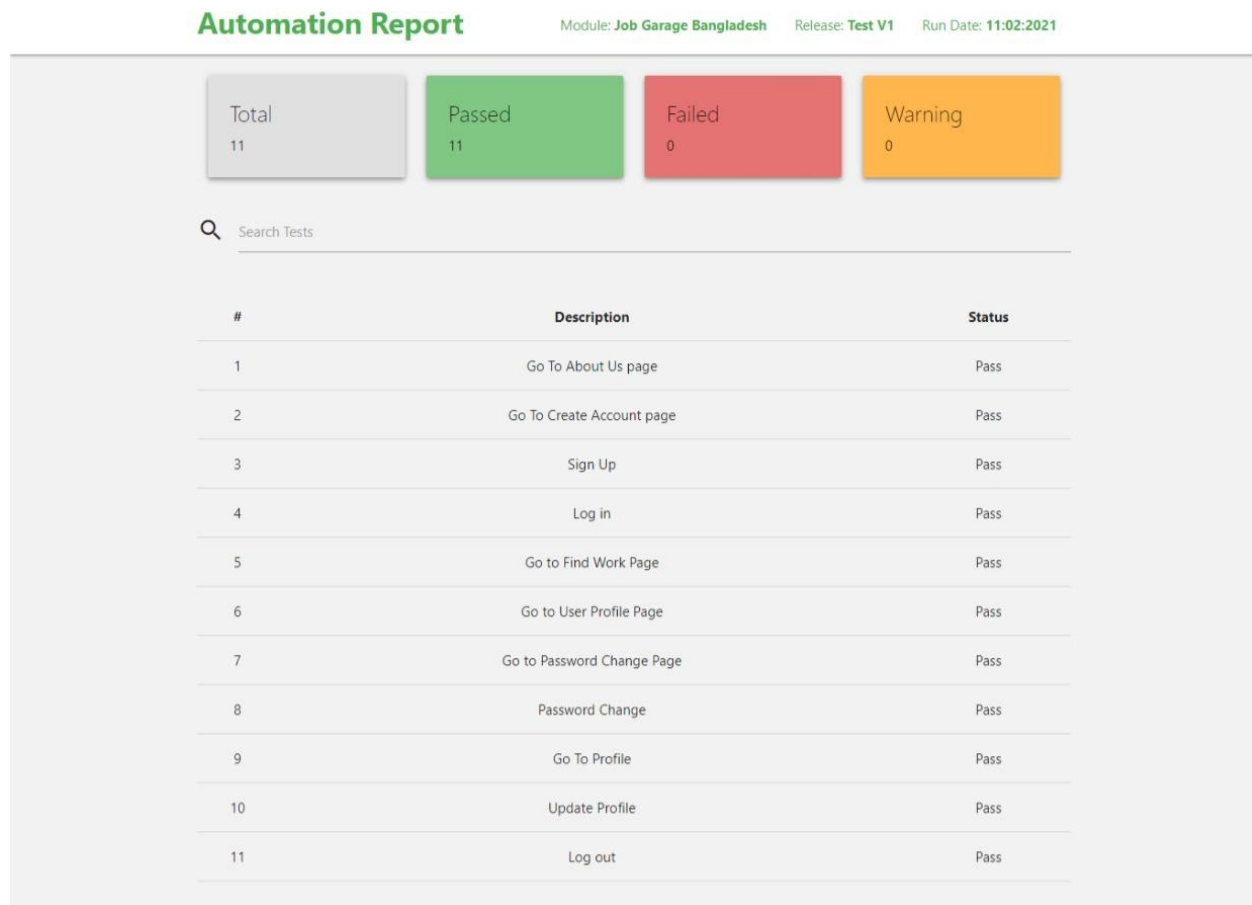 Automation Report Module: Job Garage Bangladesh Release: Test V1 Run Date: 11:02:2021
Total Passed Failed Warning
11 11 0 0
Search Tests
# Description Status
1 Go To About Us page Pass
2 Go To Create Account page Pass
3 Sign Up Pass
4 Log in Pass
5 Go to Find Work Page Pass
6 Go to User Profile Page Pass
7 Go to Password Change Page Pass
8 Password Change Pass
9 Go To Profile Pass
10 Update Profile Pass
11 Log out Pass